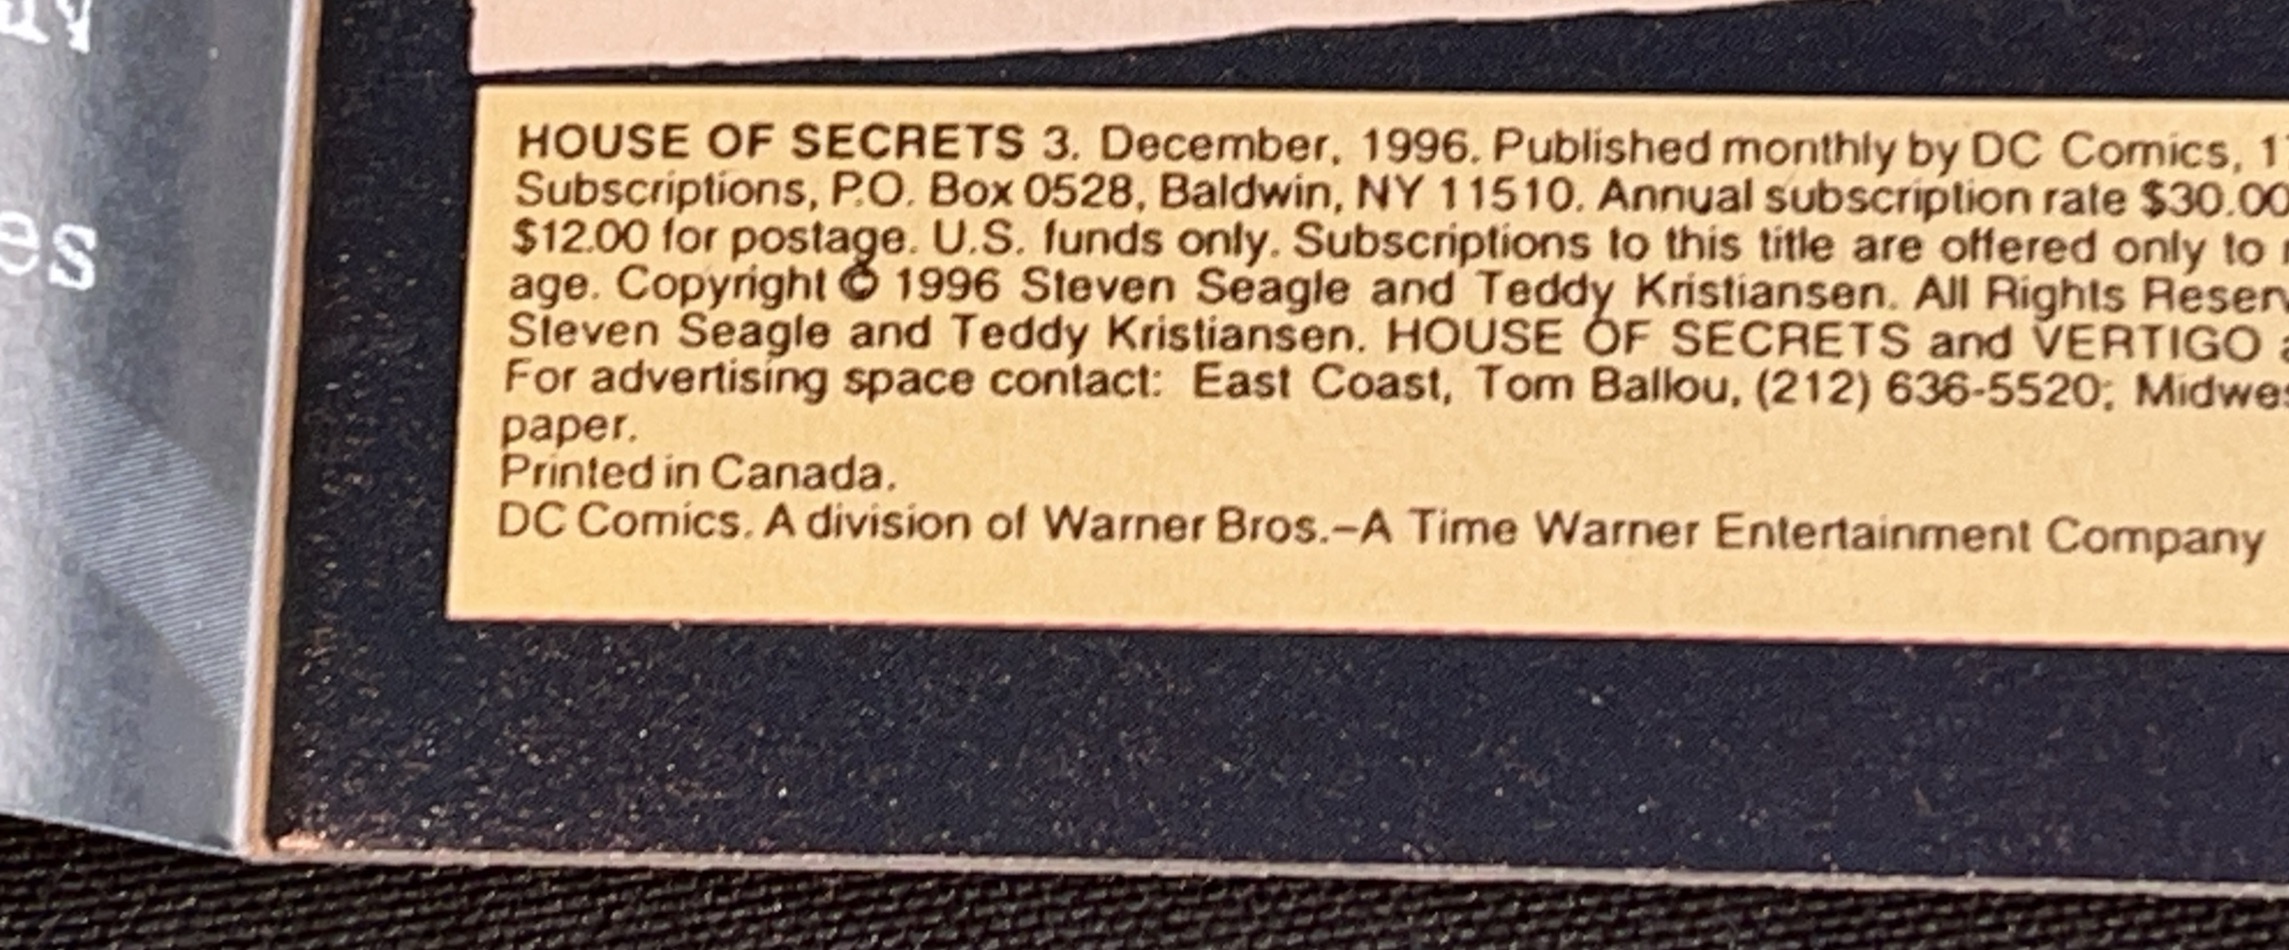 es
HOUSE OF SECRETS 3. December, 1996. Published monthly by DC Comics, 1
Subscriptions, P.O. Box 0528, Baldwin, NY 11510. Annual subscription rate $30.00
$12.00 for postage. U.S. funds only. Subscriptions to this title are offered only to
age. Copyright © 1996 Steven Seagle and Teddy Kristiansen. All Rights Reser
Steven Seagle and Teddy Kristiansen. HOUSE OF SECRETS and VERTIGO
For advertising space contact: East Coast, Tom Ballou, (212) 636-5520; Midwes
paper.
Printed in Canada.
DC Comics. A division of Warner Bros.–A Time Warner Entertainment Company